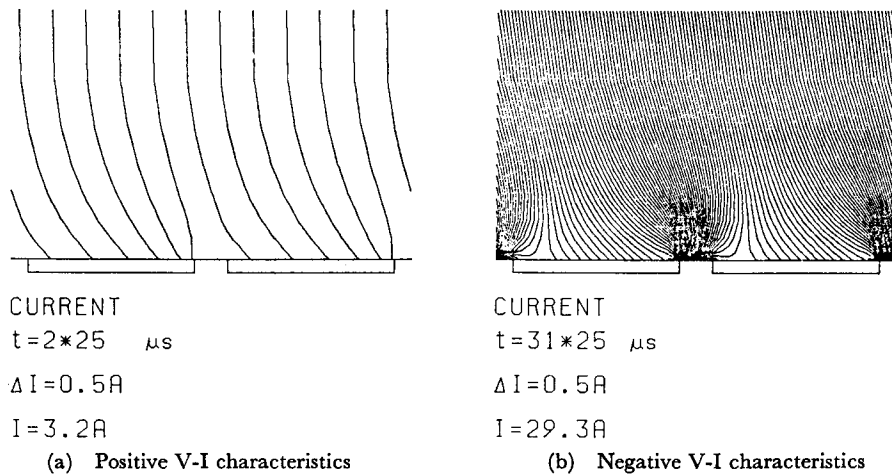 CURRENT
t=2*25 μs
ΔI=0.5A
I=3.2A
(a) Positive V-I characteristics
CURRENT
t=31*25 μs
ΔI=0.5A
I=29.3A
(b) Negative V-I characteristics